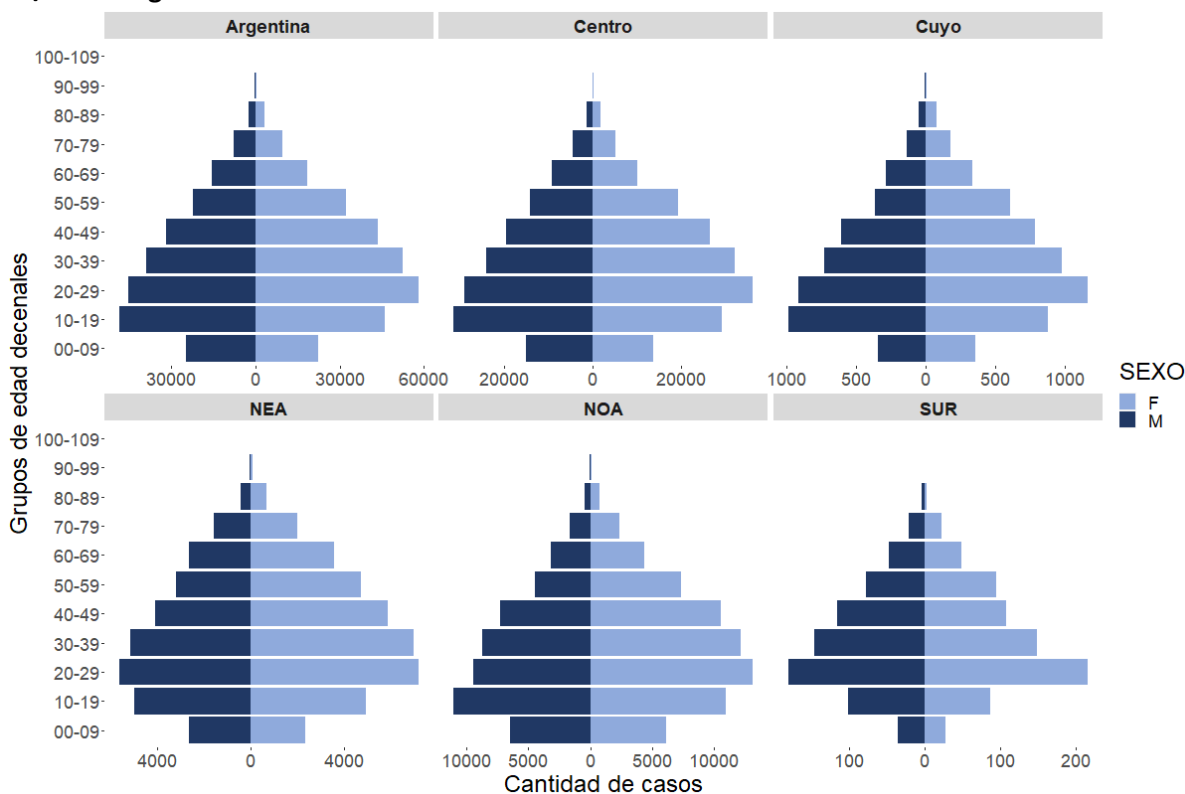 Argentina Centro Cuyo
100-109
90-99
80-89
70-79
60-69
50-59
40-49
30-39
20-29
10-19
00-09
30000 0 30000 60000 20000 0 20000 1000 500 0 500 1000
NEA NOA SUR
100-109
90-99
80-89
70-79
60-69
50-59
40-49
30-39
20-29
10-19
00-09
4000 0 4000 10000 5000 0 5000 10000 100 0 100 200
Grupos de edad decenales
Cantidad de casos
SEXO
F
M